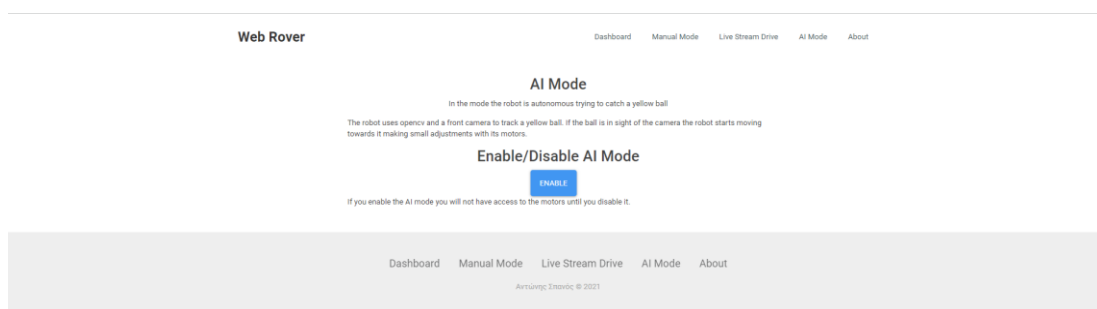 Web Rover
Dashboard Manual Mode Live Stream Drive AI Mode About
AI Mode
In the mode the robot is autonomous trying to catch a yellow ball
The robot uses opencv and a front camera to track a yellow ball. If the ball is in sight of the camera the robot starts moving
towards it making small adjustments with its motors.
Enable/Disable AI Mode
ENABLE
If you enable the AI mode you will not have access to the motors until you disable it.
Dashboard Manual Mode Live Stream Drive AI Mode About
Αντώνης Σπανός © 2021